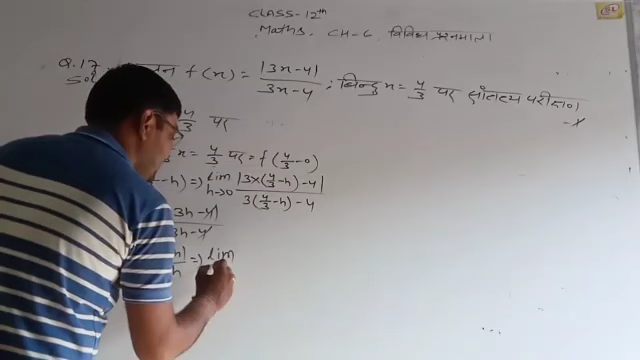 CLASS-12th
Maths. CH-6, विविध प्रश्नमाला
Q.17 f(x) = |3x-4| / 3x-4 ; बिन्दु x = 4/3 पर सांतत्य परीक्षण।
Sol
4/3 पर
x = 4/3 पर = f(4/3-0)
-h) => lim h→0 |3×(4/3-h)-4| / 3(4/3-h)-4
3h-4| / 3h-4
h| / h => lim